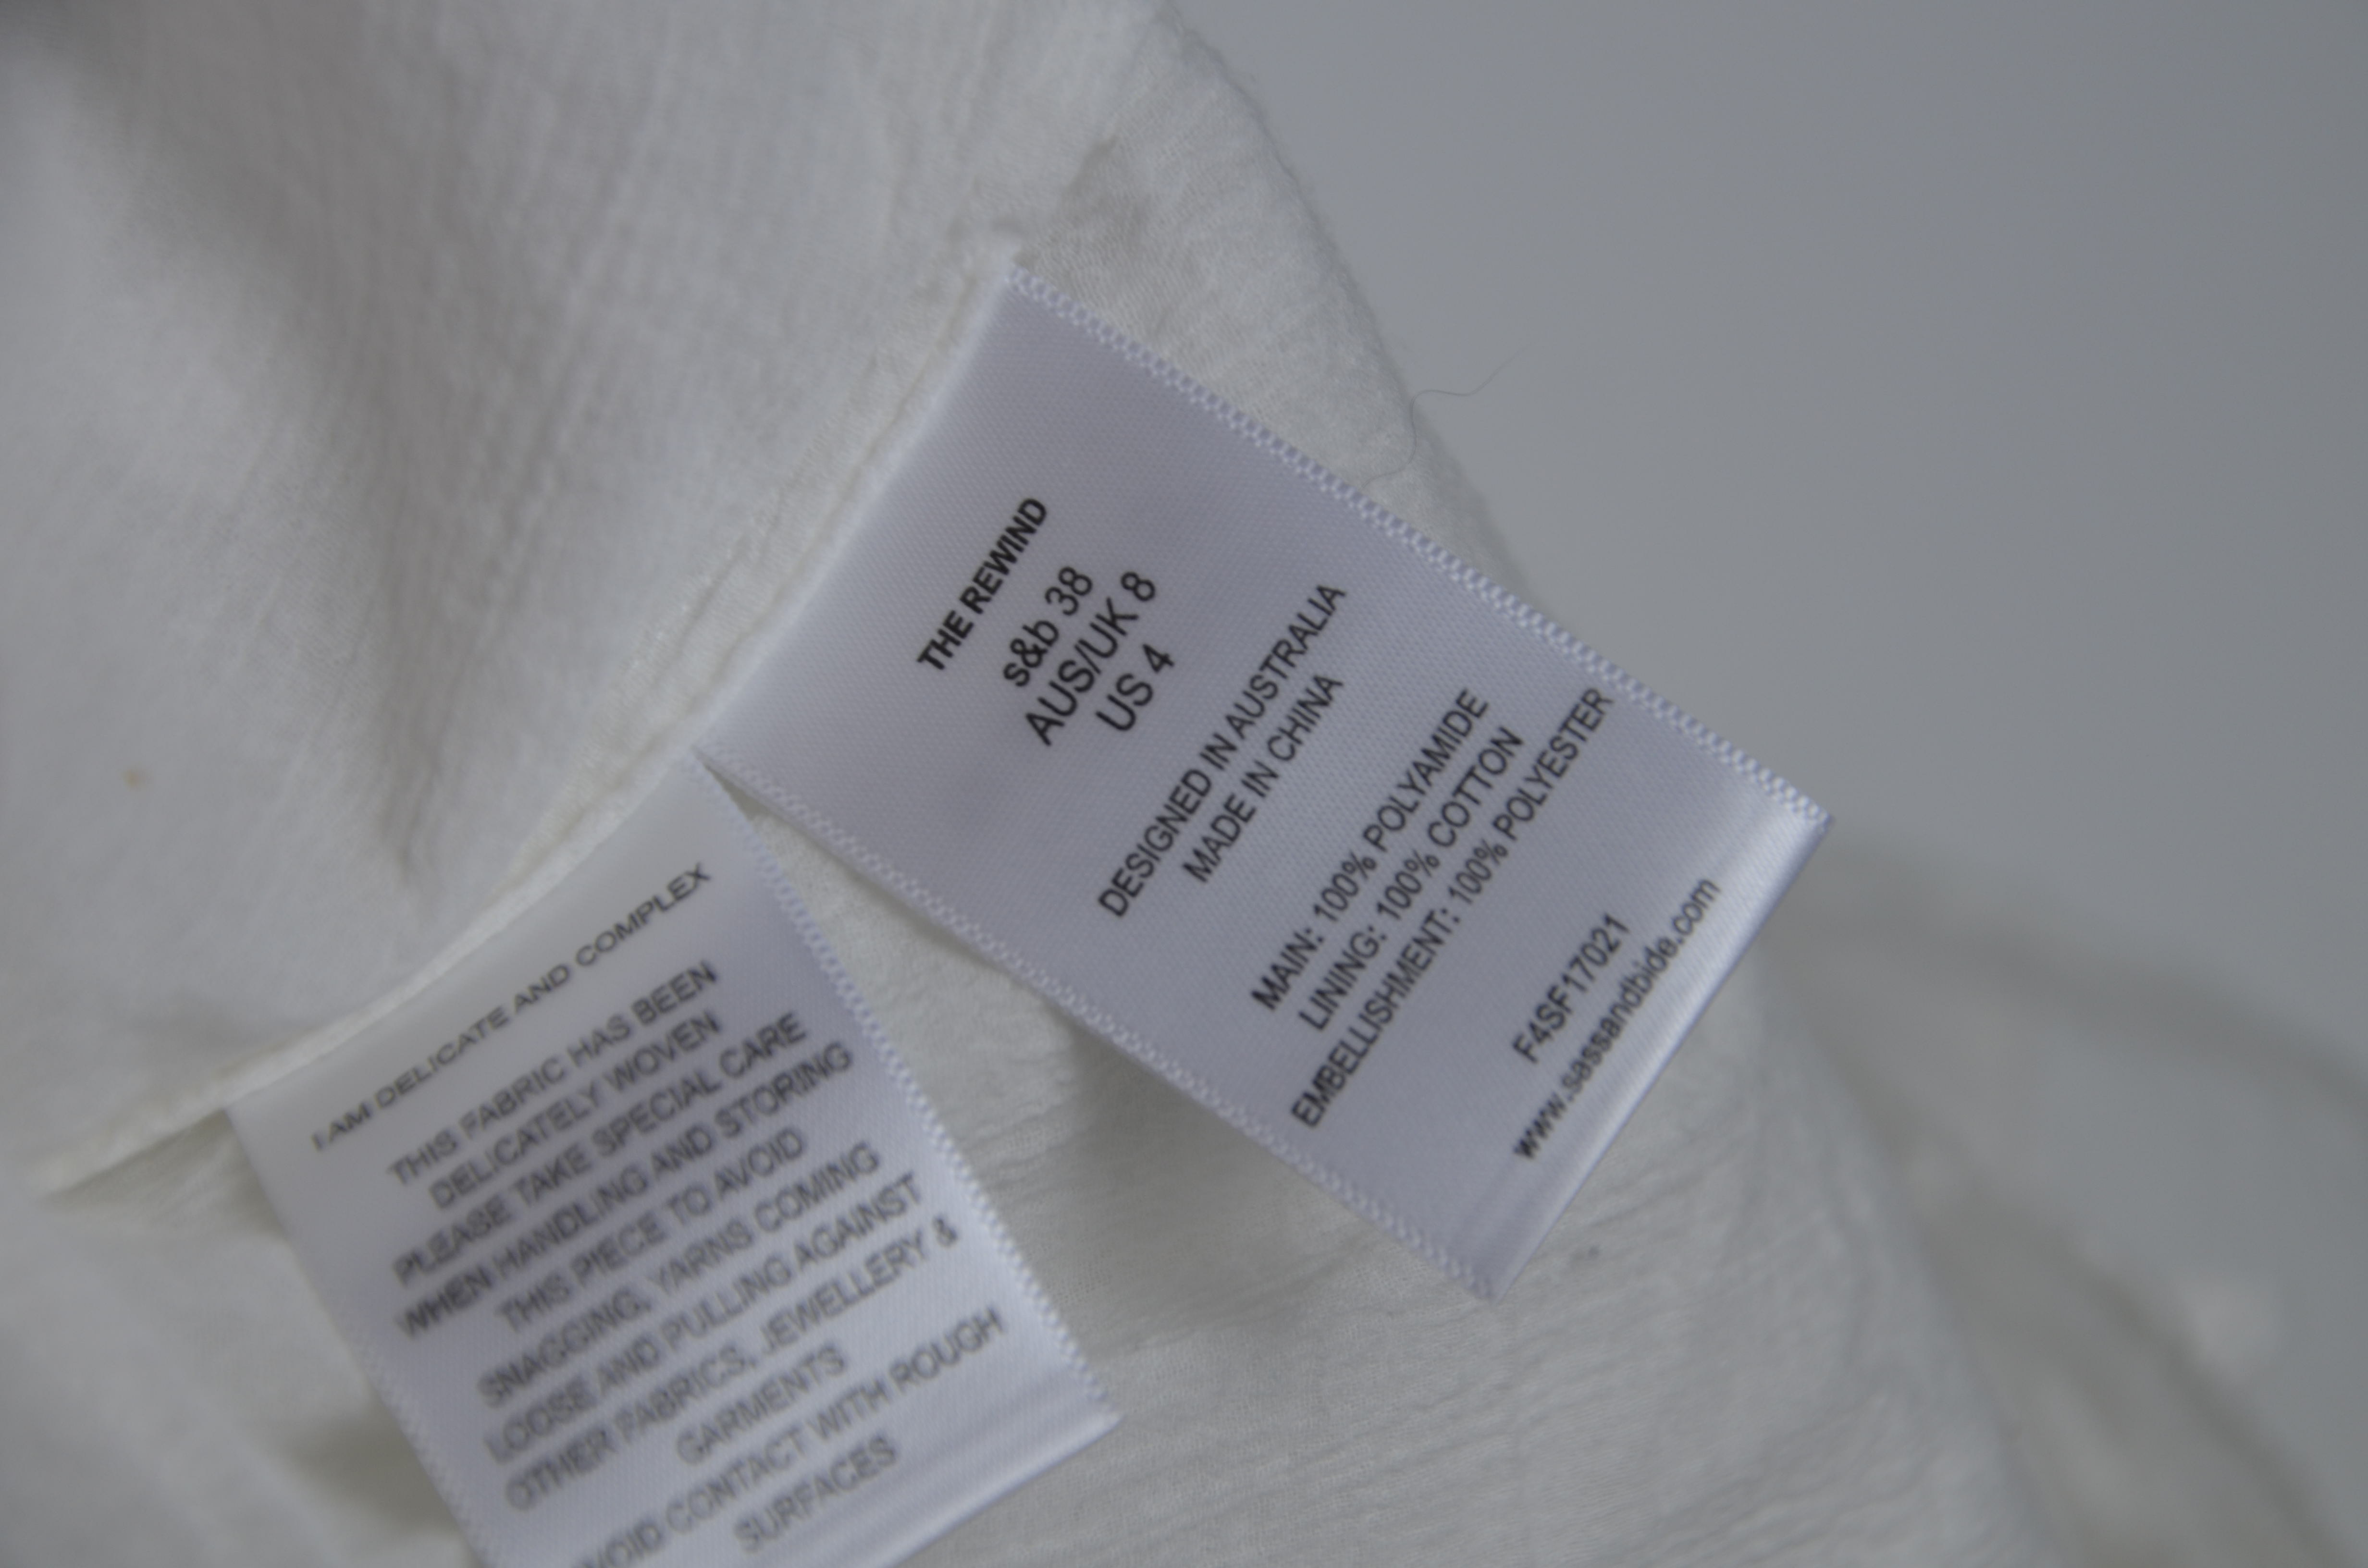 I AM DELICATE AND COMPLEX
THIS FABRIC HAS BEEN
DELICATELY WOVEN
PLEASE TAKE SPECIAL CARE
WHEN HANDLING AND STORING
THIS PIECE TO AVOID
SNAGGING, YARNS COMING
LOOSE AND PULLING AGAINST
OTHER FABRICS, JEWELLERY &
GARMENTS
CONTACT WITH ROUGH
SURFACES
THE REWIND
s&b 38
AUS/UK 8
US 4
DESIGNED IN AUSTRALIA
MADE IN CHINA
MAIN: 100% POLYAMIDE
LINING: 100% COTTON
EMBELLISHMENT: 100% POLYESTER
F4SF17021
www.sassandbide.com